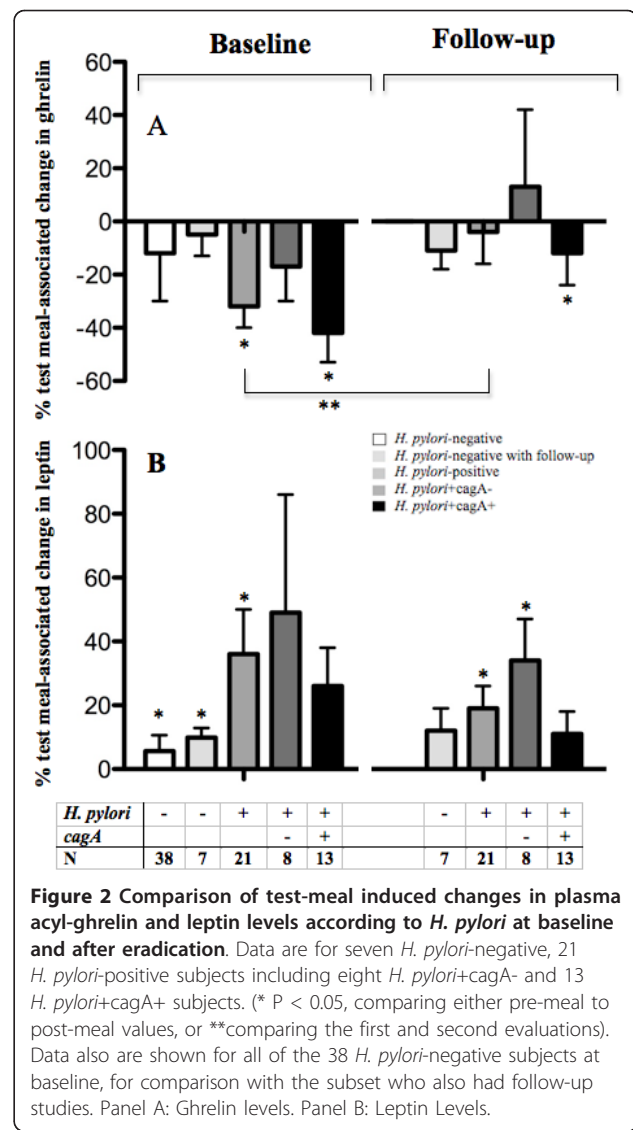 Baseline
Follow-up
% test meal-associated change in ghrelin
60
40
20
0
-20
-40
-60
A
*
*
*
**
% test meal-associated change in leptin
100
80
60
40
20
0
B
H. pylori-negative
H. pylori-negative with follow-up
H. pylori-positive
H. pylori+cagA-
H. pylori+cagA+
*
*
*
*
*
H. pylori - - + + + - + + +
cagA - + - +
N 38 7 21 8 13 7 21 8 13
Figure 2 Comparison of test-meal induced changes in plasma
acyl-ghrelin and leptin levels according to H. pylori at baseline
and after eradication. Data are for seven H. pylori-negative, 21
H. pylori-positive subjects including eight H. pylori+cagA- and 13
H. pylori+cagA+ subjects. (* P < 0.05, comparing either pre-meal to
post-meal values, or **comparing the first and second evaluations).
Data also are shown for all of the 38 H. pylori-negative subjects at
baseline, for comparison with the subset who also had follow-up
studies. Panel A: Ghrelin levels. Panel B: Leptin Levels.